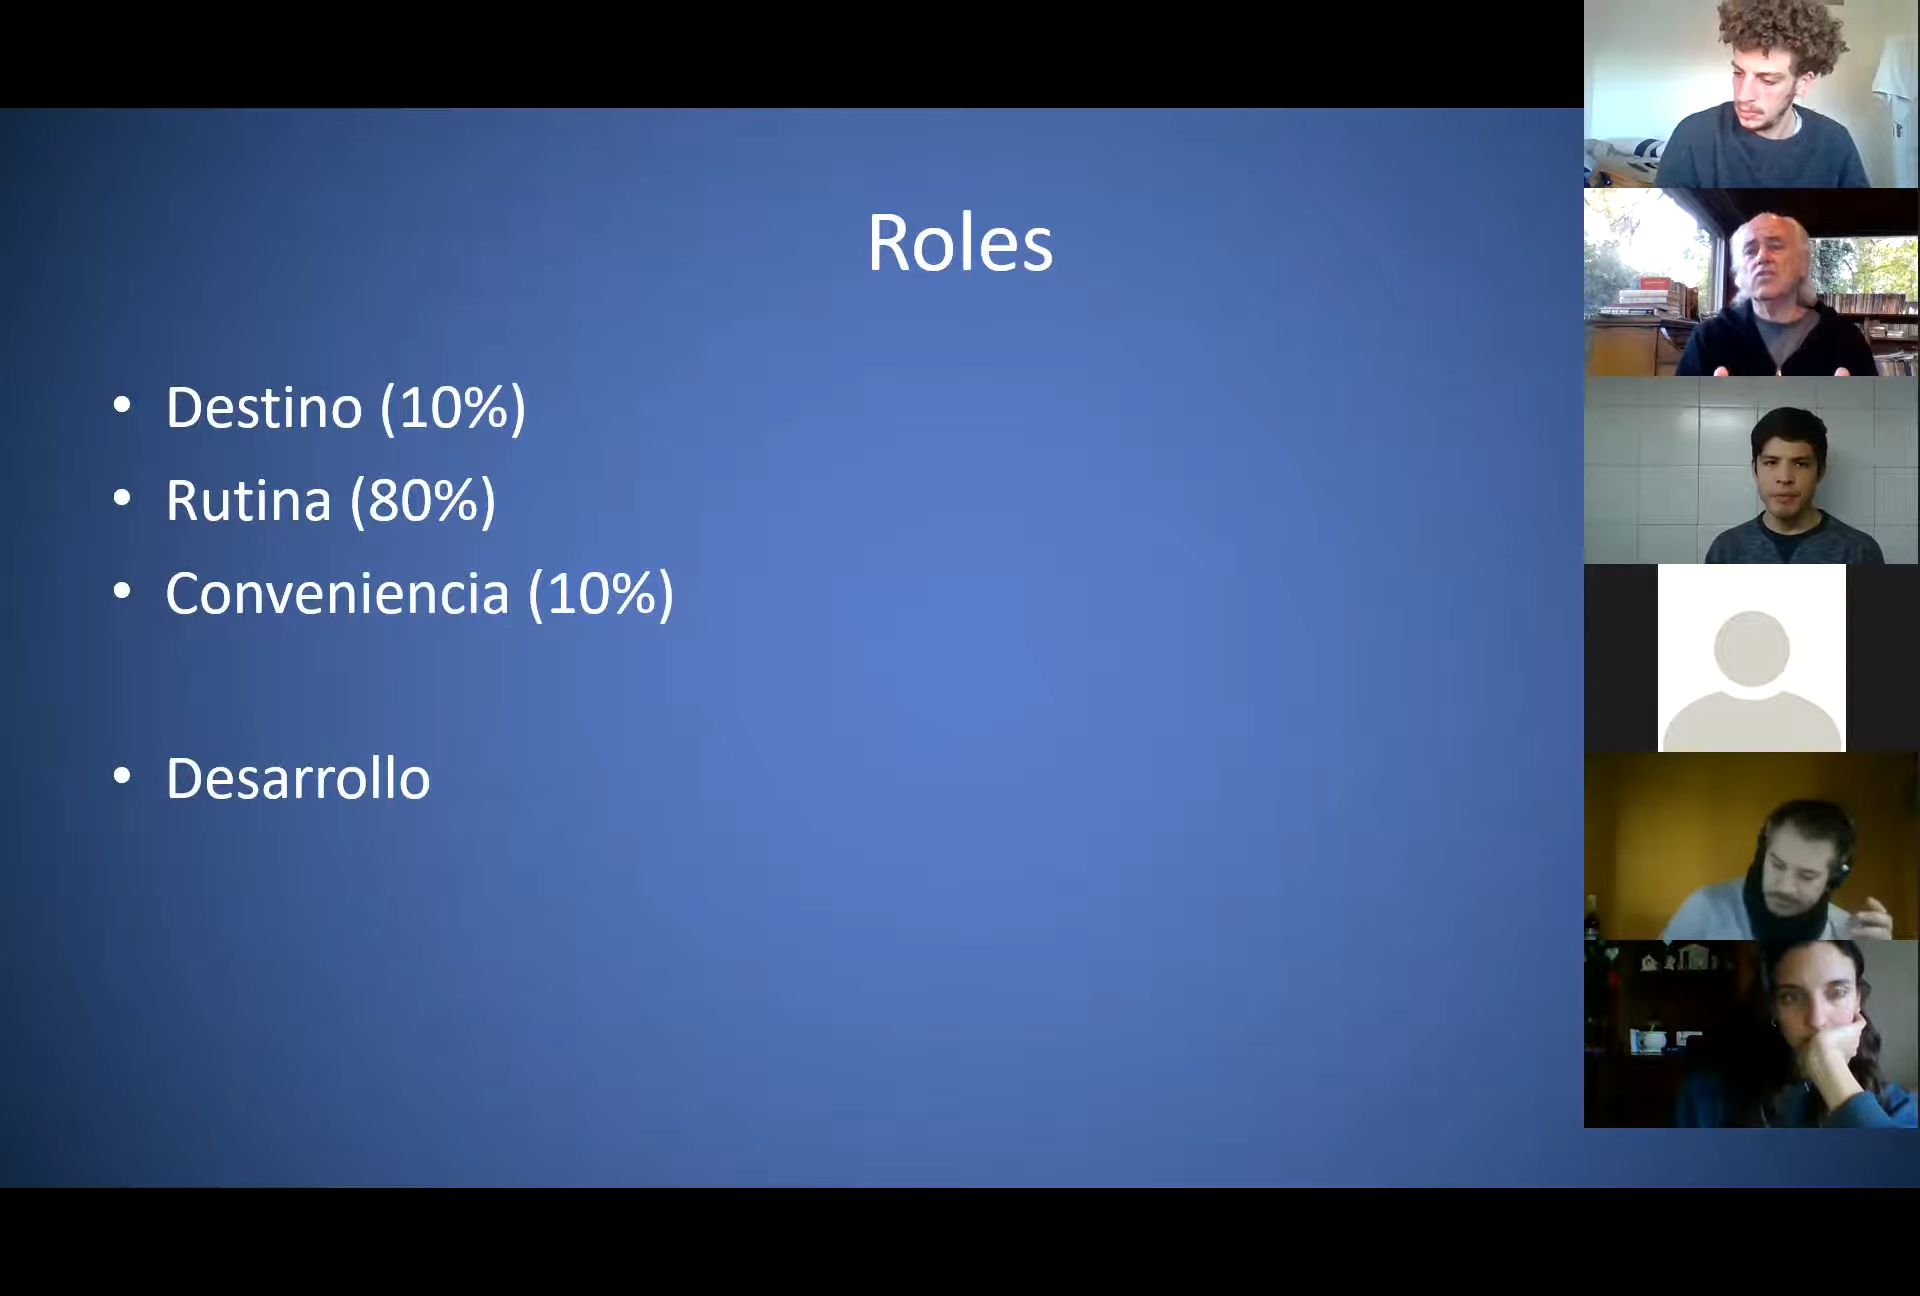 Roles
• Destino (10%)
• Rutina (80%)
• Conveniencia (10%)
• Desarrollo